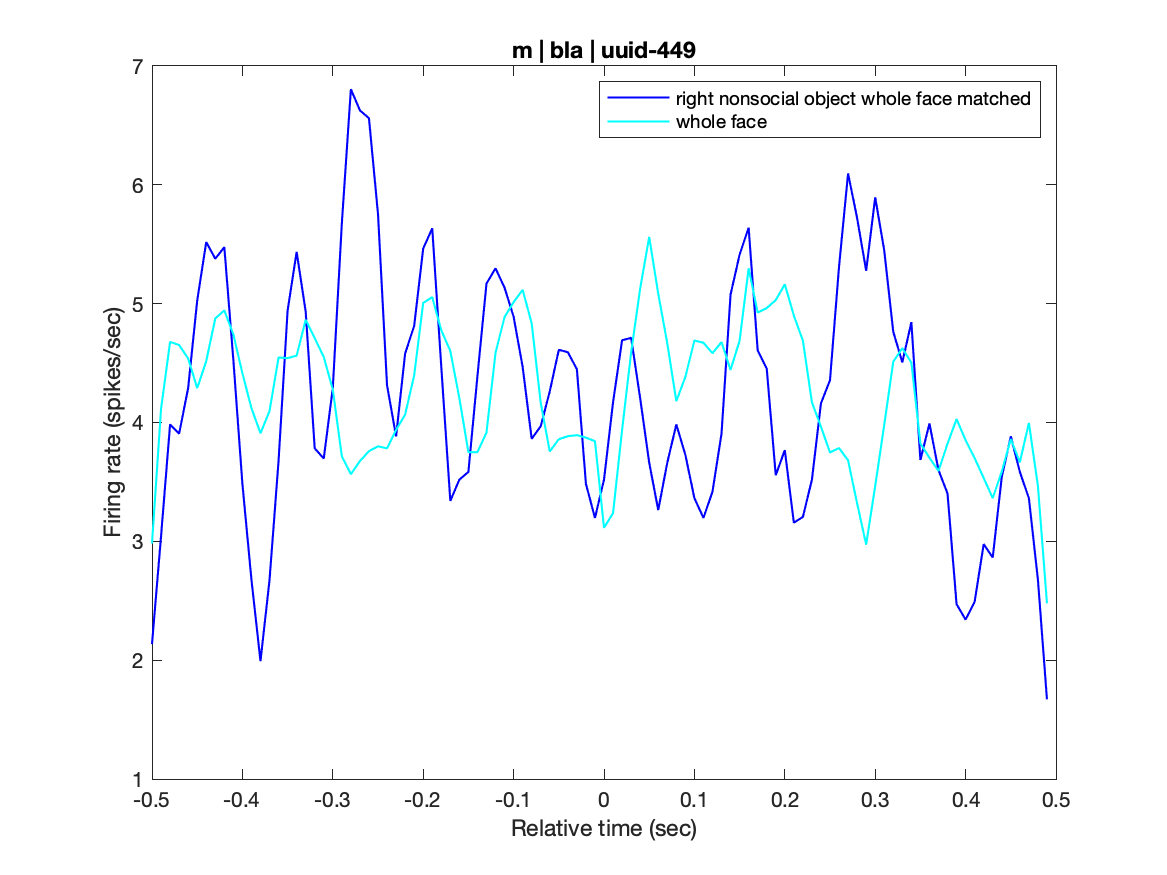 m | bla | uuid-449
right nonsocial object whole face matched
whole face
7
6
5
4
3
2
1
Firing rate (spikes/sec)
-0.5 -0.4 -0.3 -0.2 -0.1 0 0.1 0.2 0.3 0.4 0.5
Relative time (sec)